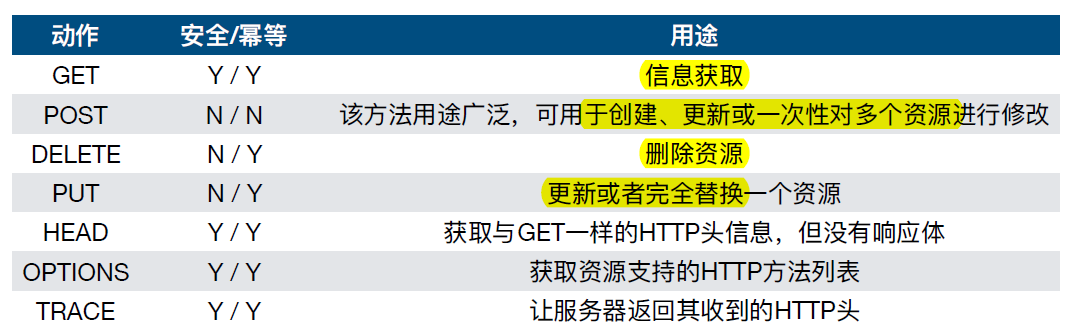 动作 安全/幂等 用途
GET Y / Y 信息获取
POST N / N 该方法用途广泛，可用于创建、更新或一次性对多个资源进行修改
DELETE N / Y 删除资源
PUT N / Y 更新或者完全替换一个资源
HEAD Y / Y 获取与GET一样的HTTP头信息，但没有响应体
OPTIONS Y / Y 获取资源支持的HTTP方法列表
TRACE Y / Y 让服务器返回其收到的HTTP头